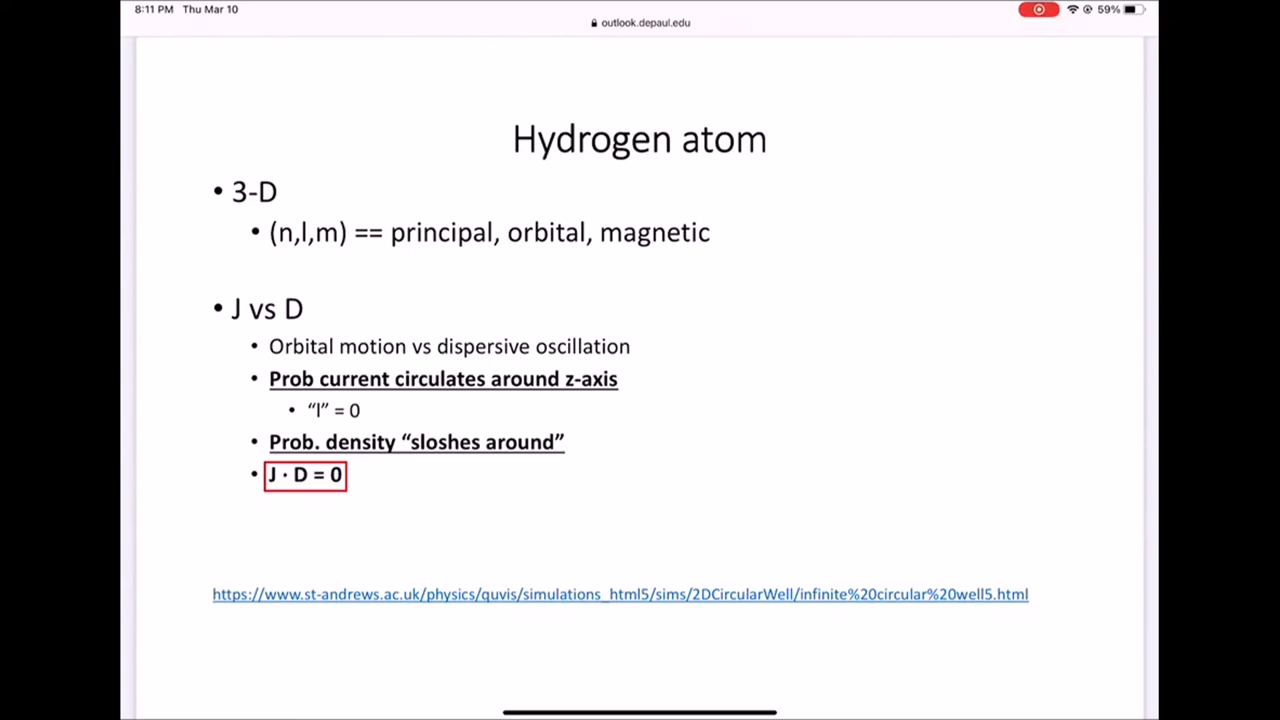 8:11 PM Thu Mar 10
59%
outlook.depaul.edu
Hydrogen atom
• 3-D
• (n,l,m) == principal, orbital, magnetic
• J vs D
• Orbital motion vs dispersive oscillation
• Prob current circulates around z-axis
• “l” = 0
• Prob. density “sloshes around”
• J · D = 0
https://www.st-andrews.ac.uk/physics/quvis/simulations_html5/sims/2DCircularWell/infinite%20circular%20well5.html